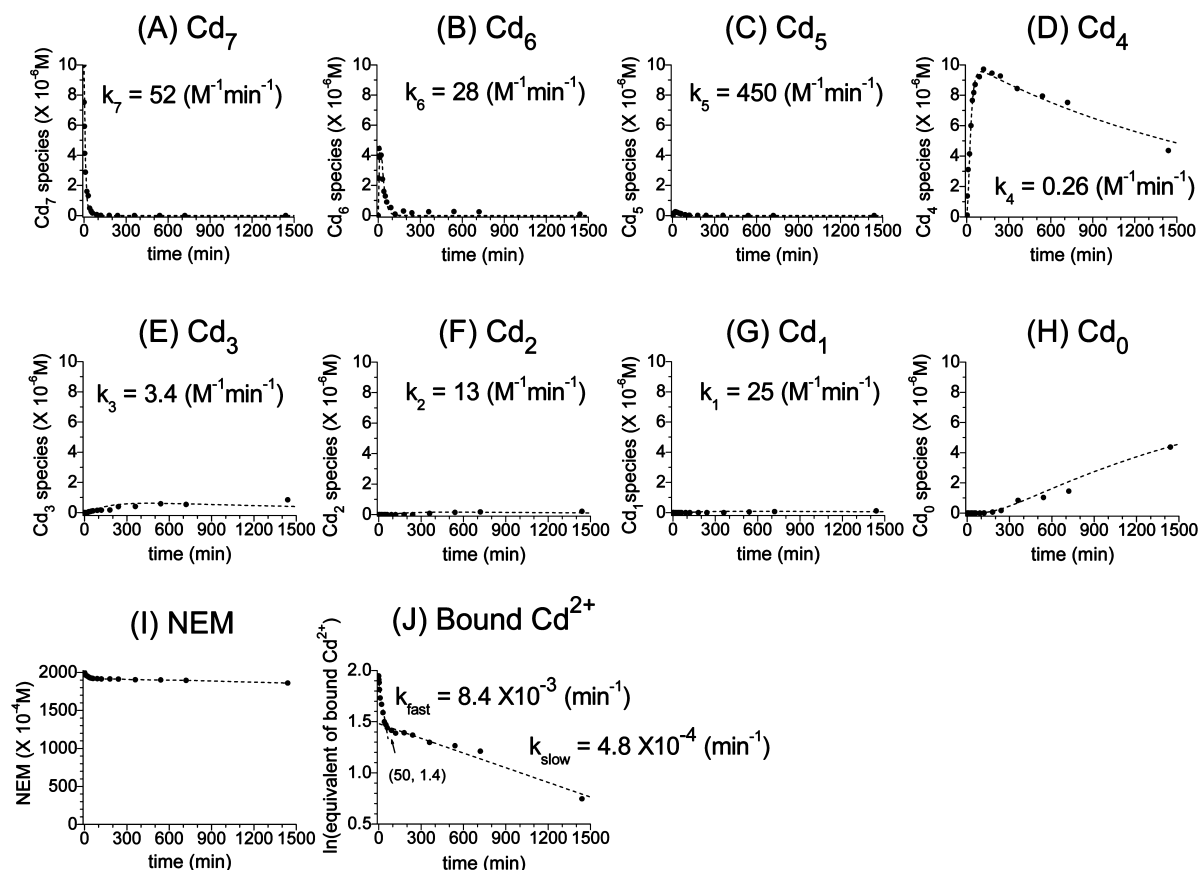 (A) Cd7
(B) Cd6
(C) Cd5
(D) Cd4
Cd7 species (X 10^-6M)
10
8
6
4
2
0
k7 = 52 (M^-1min^-1)
0 300 600 900 1200 1500
time (min)
Cd6 species (X 10^-6M)
10
8
6
4
2
0
k6 = 28 (M^-1min^-1)
0 300 600 900 1200 1500
time (min)
Cd5 species (X 10^-6M)
10
8
6
4
2
0
k5 = 450 (M^-1min^-1)
0 300 600 900 1200 1500
time (min)
Cd4 species (X 10^-6M)
10
8
6
4
2
0
k4 = 0.26 (M^-1min^-1)
0 300 600 900 1200 1500
time (min)
(E) Cd3
(F) Cd2
(G) Cd1
(H) Cd0
Cd3 species (X 10^-6M)
10
8
6
4
2
0
k3 = 3.4 (M^-1min^-1)
0 300 600 900 1200 1500
time (min)
Cd2 species (X 10^-6M)
10
8
6
4
2
0
k2 = 13 (M^-1min^-1)
0 300 600 900 1200 1500
time (min)
Cd1species (X 10^-6M)
10
8
6
4
2
0
k1 = 25 (M^-1min^-1)
0 300 600 900 1200 1500
time (min)
Cd0 species (X 10^-6M)
10
8
6
4
2
0
0 300 600 900 1200 1500
time (min)
(I) NEM
(J) Bound Cd^2+
NEM (X 10^-4M)
2000
1500
1000
500
0
0 300 600 900 1200 1500
time (min)
ln(equivalent of bound Cd^2+)
2.0
1.5
1.0
0.5
kfast = 8.4 X10^-3 (min^-1)
kslow = 4.8 X10^-4 (min^-1)
(50, 1.4)
0 300 600 900 1200 1500
time (min)